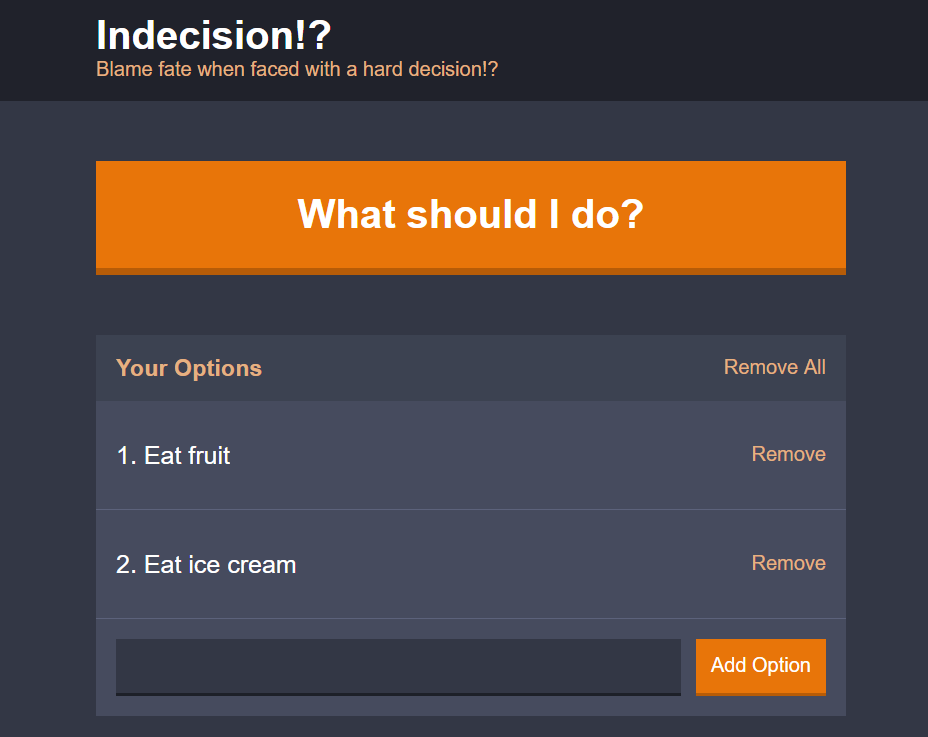 Indecision!?
Blame fate when faced with a hard decision!?
What should I do?
Your Options
Remove All
1. Eat fruit
Remove
2. Eat ice cream
Remove
Add Option